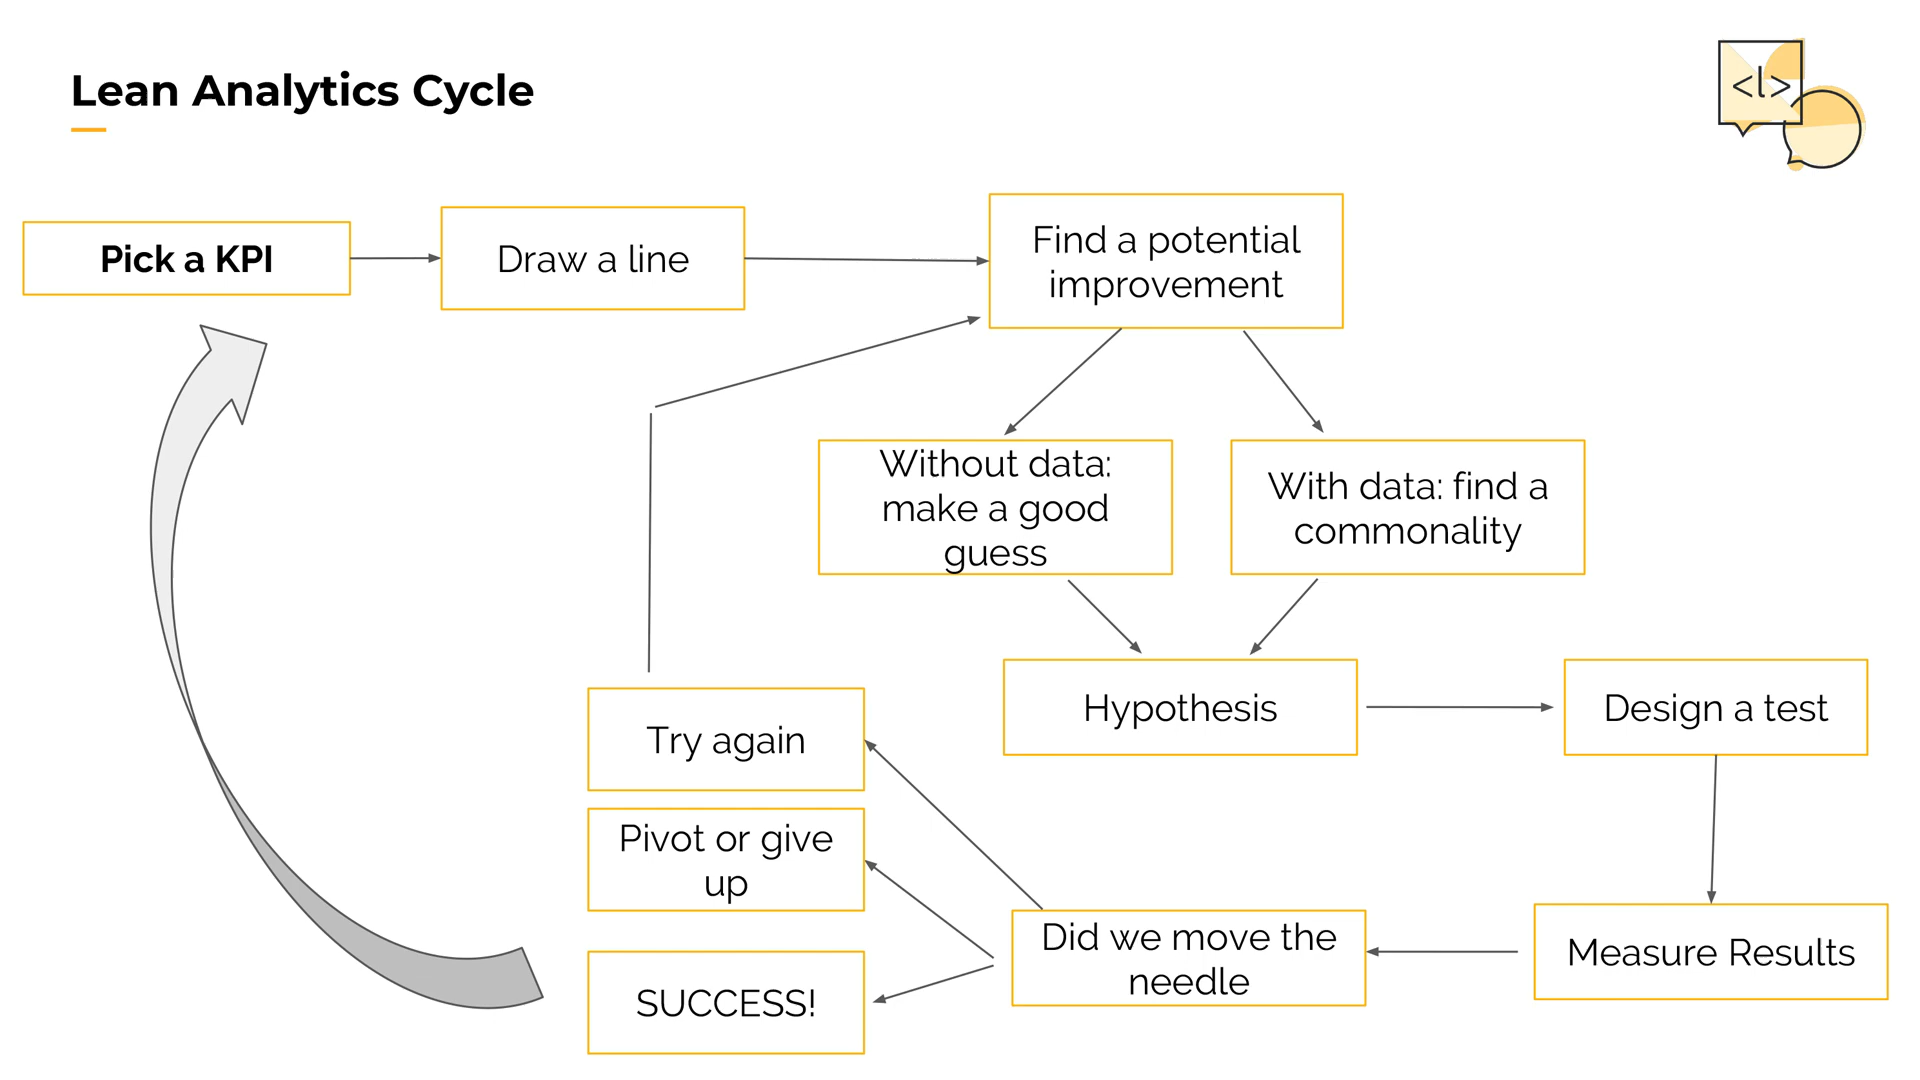 Lean Analytics Cycle
<l>
Pick a KPI
Draw a line
Find a potential
improvement
Without data:
make a good
guess
With data: find a
commonality
Hypothesis
Design a test
Try again
Pivot or give
up
Did we move the
needle
Measure Results
SUCCESS!